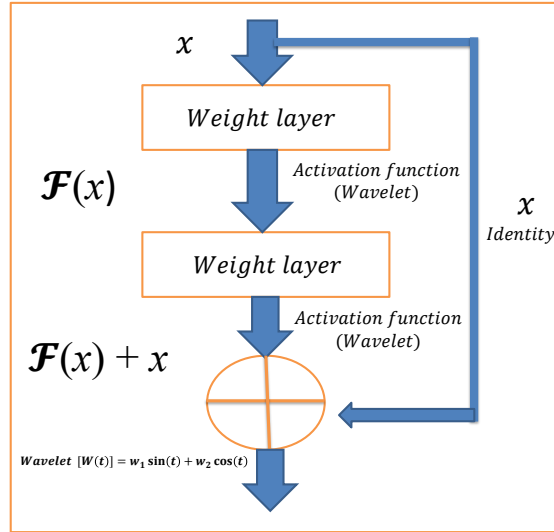 x
Weight layer
Activation function
(Wavelet)
𝓕(x)
x
Identity
Weight layer
Activation function
(Wavelet)
𝓕(x) + x
Wavelet [W(t)] = w₁ sin(t) + w₂ cos(t)